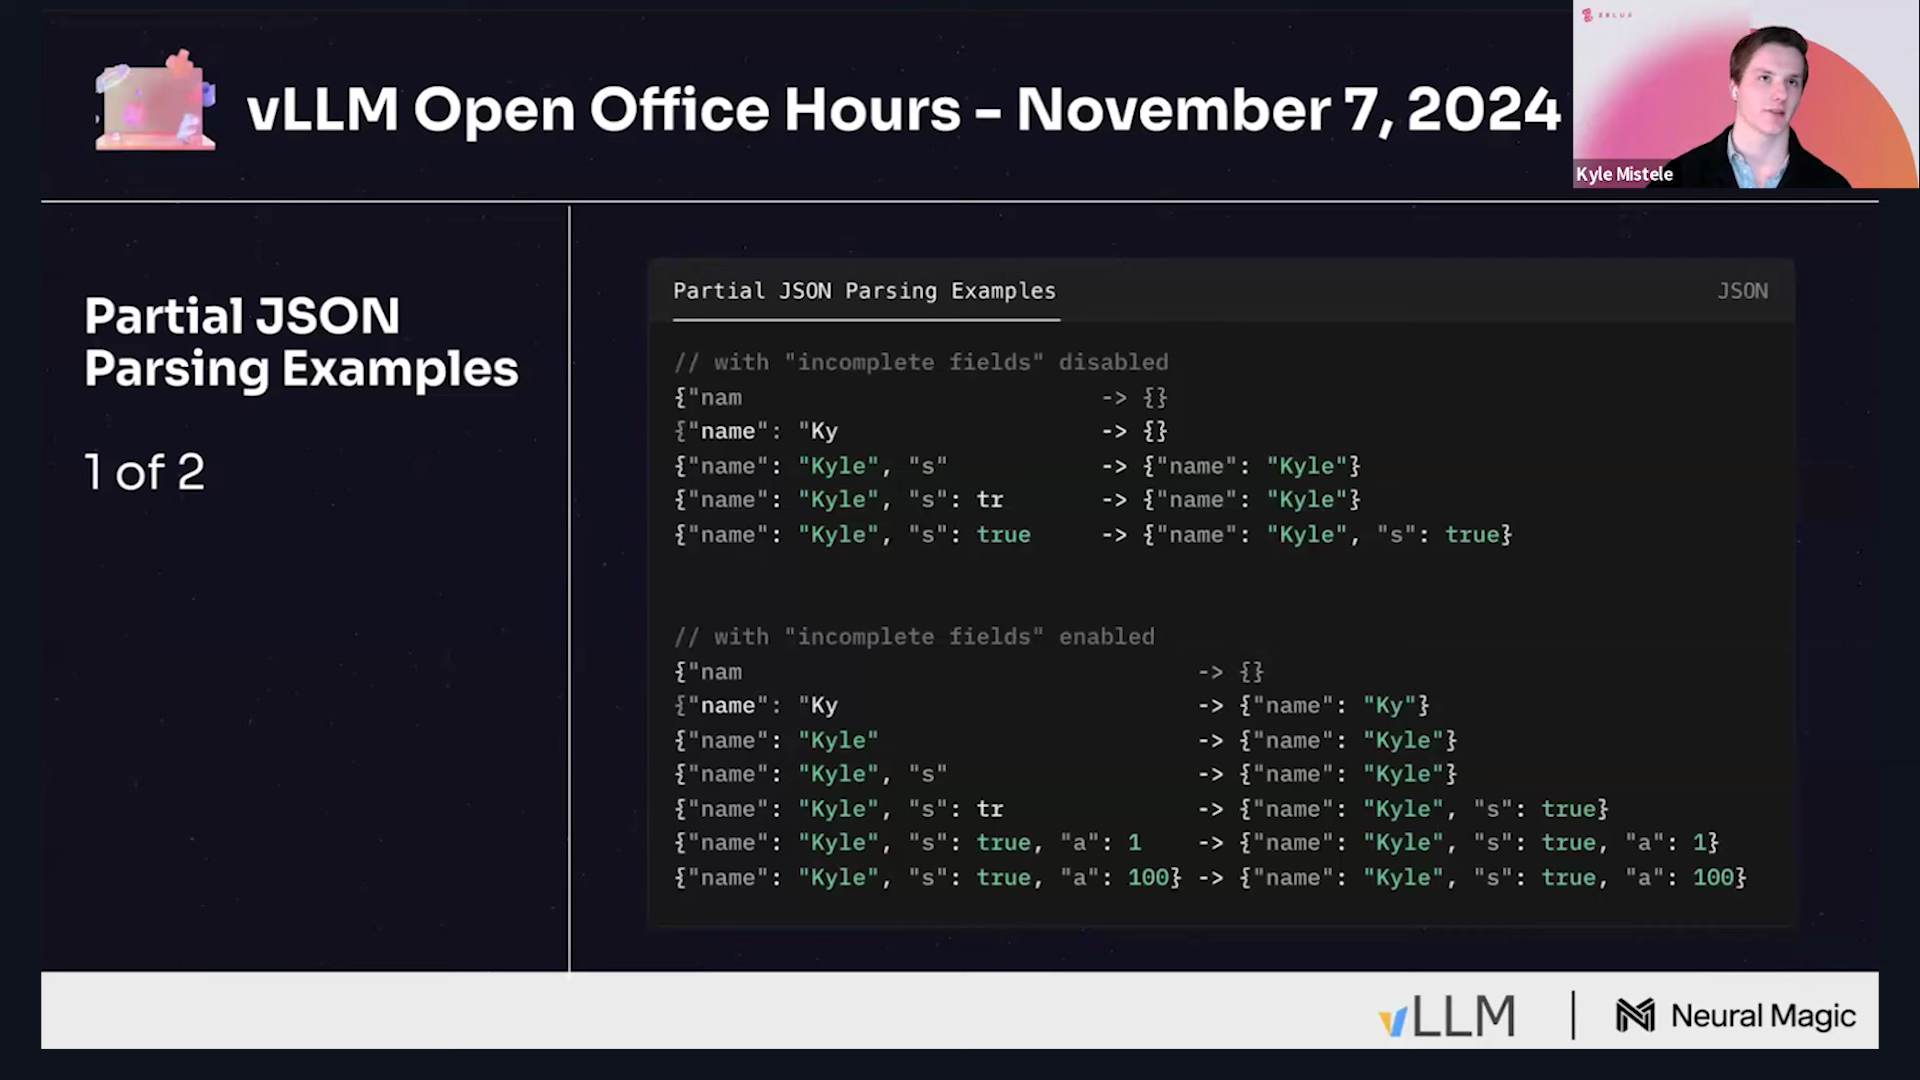 vLLM Open Office Hours - November 7, 2024
ZELUS
Kyle Mistele
Partial JSON
Parsing Examples
1 of 2
Partial JSON Parsing Examples JSON
// with "incomplete fields" disabled
{"nam -> {}
{"name": "Ky -> {}
{"name": "Kyle", "s" -> {"name": "Kyle"}
{"name": "Kyle", "s": tr -> {"name": "Kyle"}
{"name": "Kyle", "s": true -> {"name": "Kyle", "s": true}
// with "incomplete fields" enabled
{"nam -> {}
{"name": "Ky -> {"name": "Ky"}
{"name": "Kyle" -> {"name": "Kyle"}
{"name": "Kyle", "s" -> {"name": "Kyle"}
{"name": "Kyle", "s": tr -> {"name": "Kyle", "s": true}
{"name": "Kyle", "s": true, "a": 1 -> {"name": "Kyle", "s": true, "a": 1}
{"name": "Kyle", "s": true, "a": 100} -> {"name": "Kyle", "s": true, "a": 100}
vLLM | Neural Magic